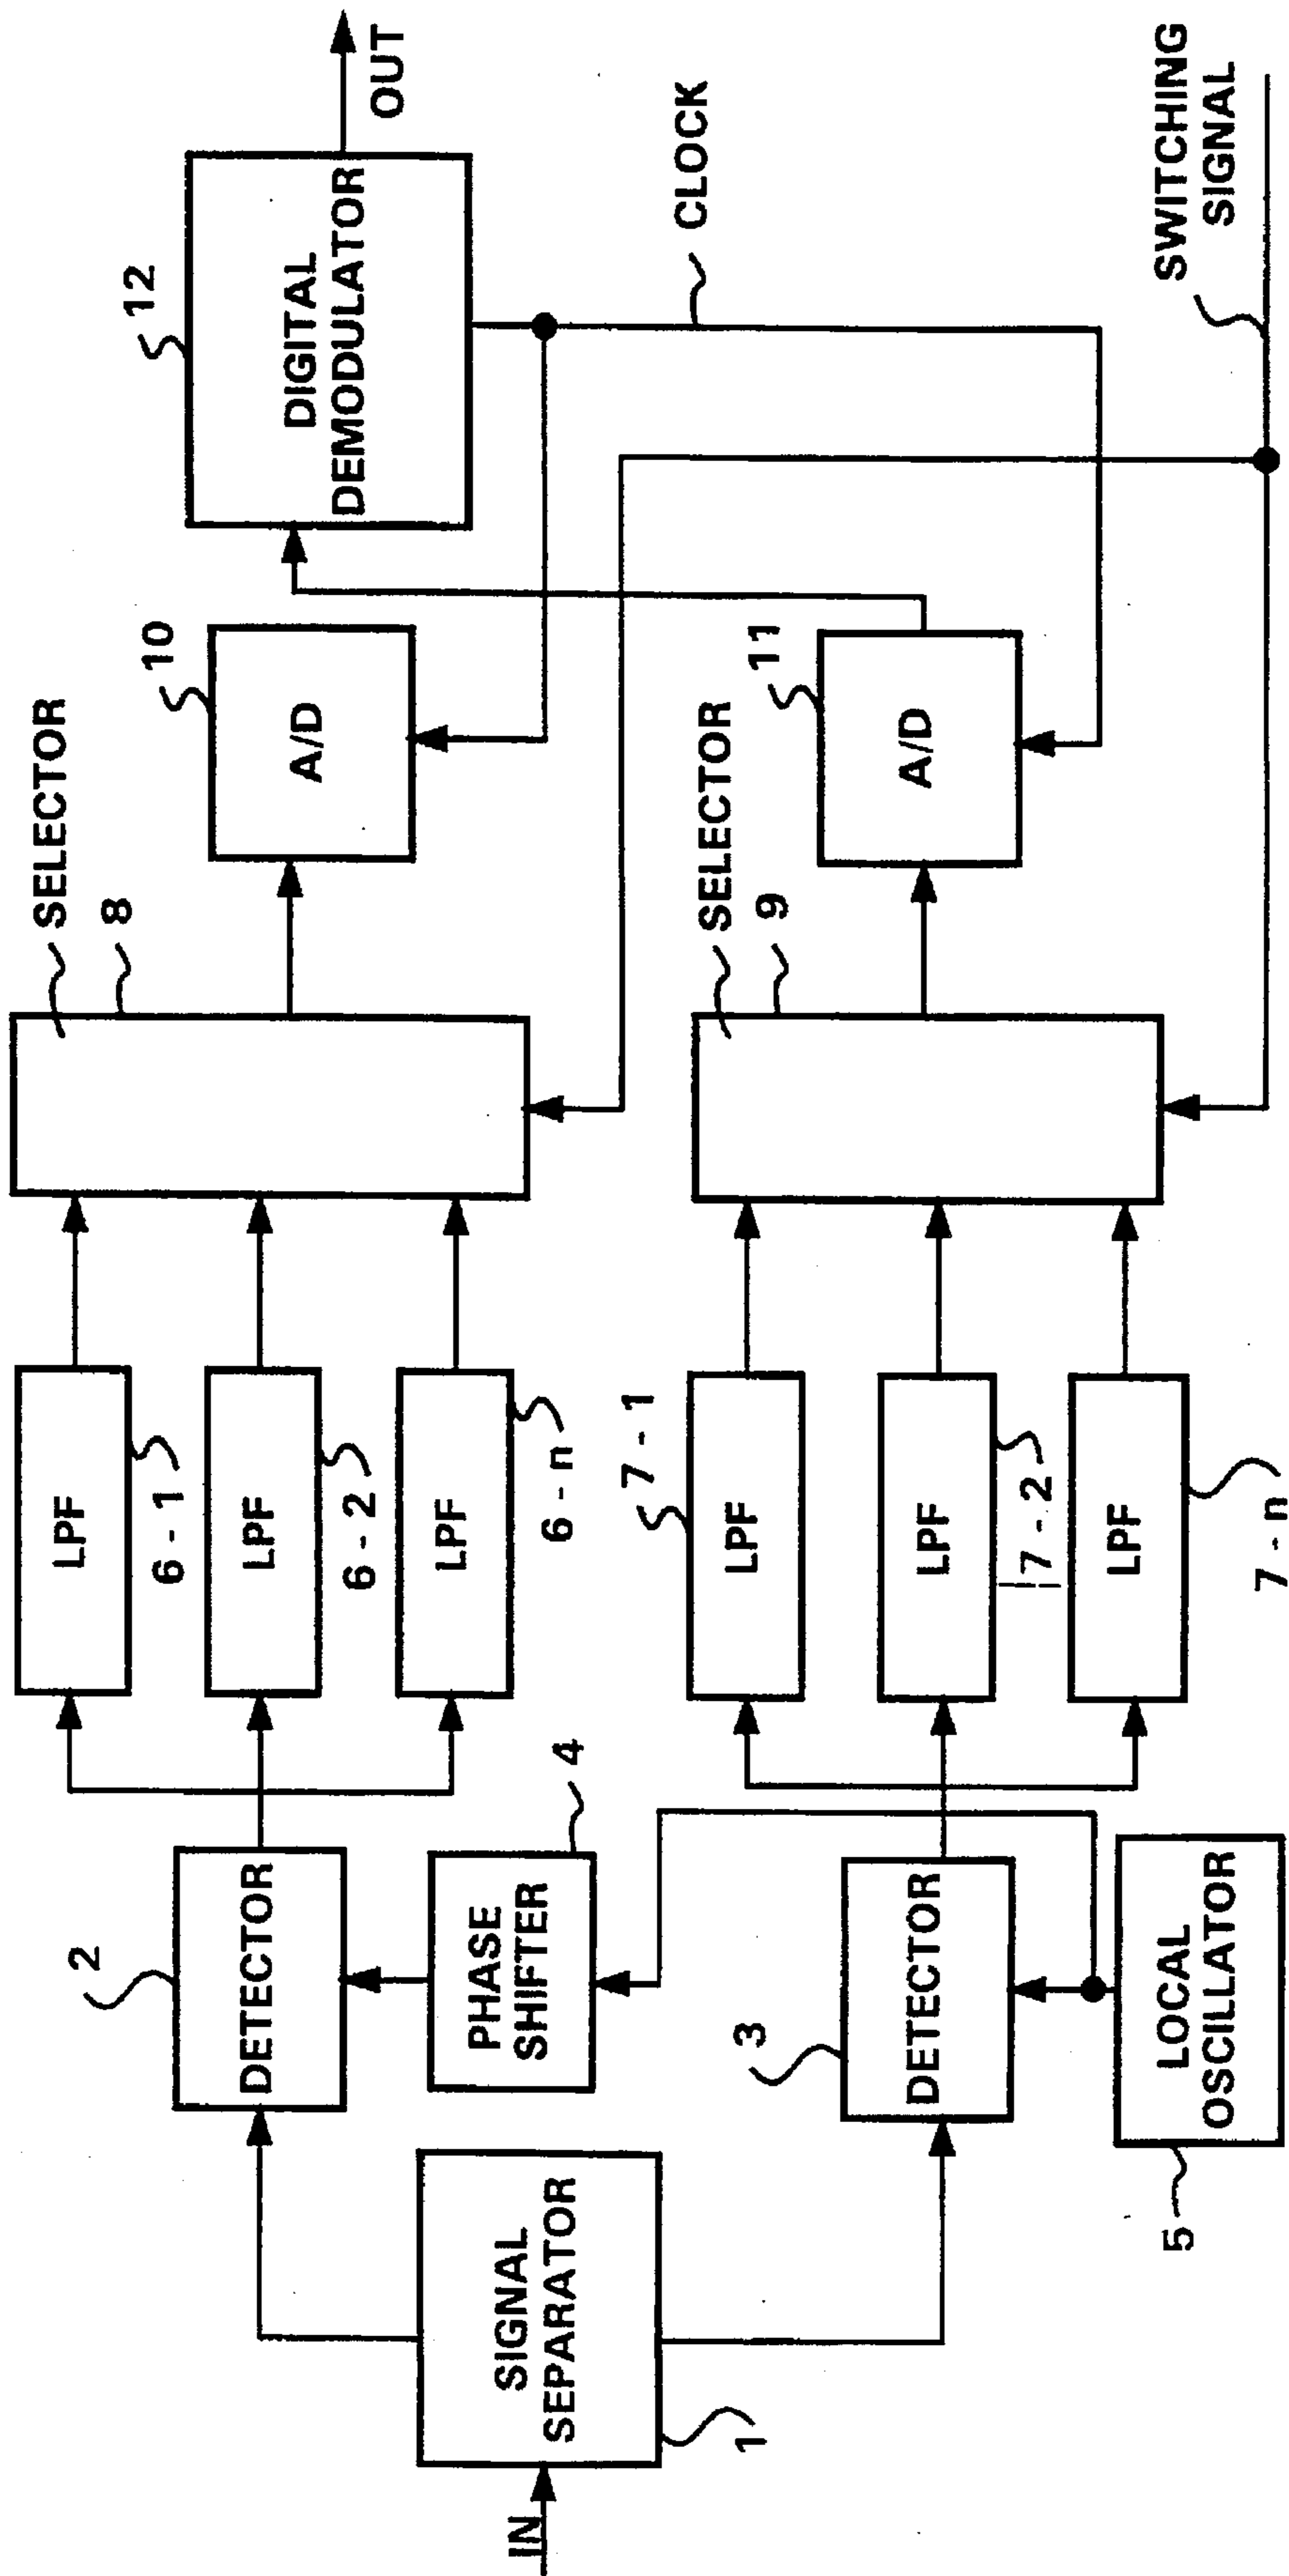 IN
SIGNAL
SEPARATOR
1
DETECTOR
2
PHASE
SHIFTER
4
DETECTOR
3
LOCAL
OSCILLATOR
5
LPF
6 - 1
LPF
6 - 2
LPF
6 - n
LPF
7 - 1
LPF
7 - 2
LPF
7 - n
SELECTOR
8
SELECTOR
9
A/D
10
A/D
11
DIGITAL
DEMODULATOR
12
OUT
CLOCK
SWITCHING
SIGNAL